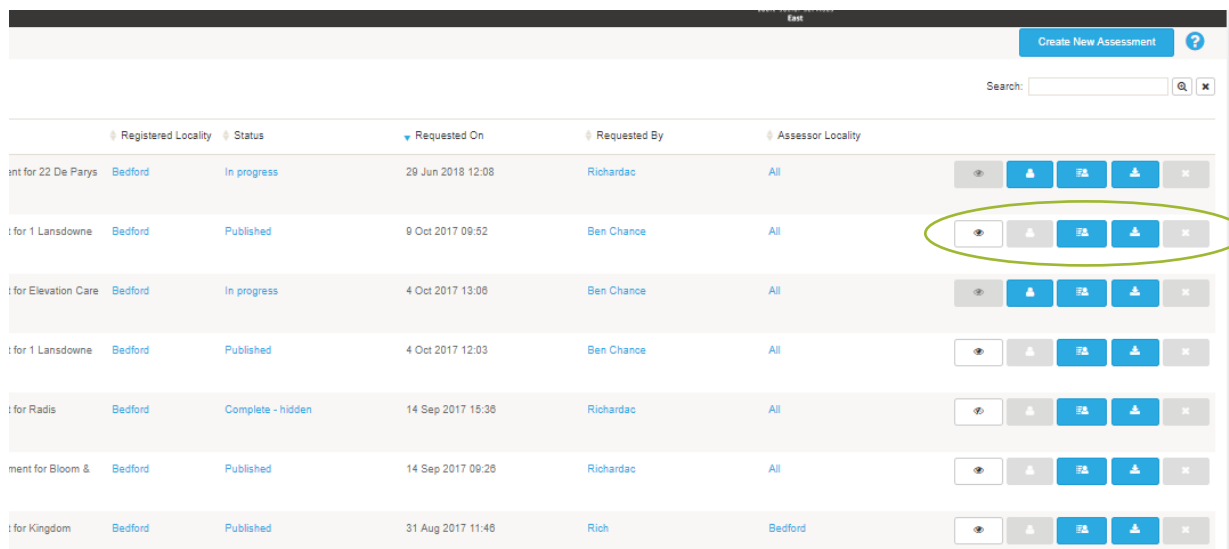 East
Create New Assessment ?
Search:
Registered Locality Status Requested On Requested By Assessor Locality
ent for 22 De Parys Bedford In progress 29 Jun 2018 12:08 Richardac All
t for 1 Lansdowne Bedford Published 9 Oct 2017 09:52 Ben Chance All
t for Elevation Care Bedford In progress 4 Oct 2017 13:06 Ben Chance All
t for 1 Lansdowne Bedford Published 4 Oct 2017 12:03 Ben Chance All
t for Radis Bedford Complete - hidden 14 Sep 2017 15:36 Richardac All
ment for Bloom & Bedford Published 14 Sep 2017 09:26 Richardac All
t for Kingdom Bedford Published 31 Aug 2017 11:46 Rich Bedford